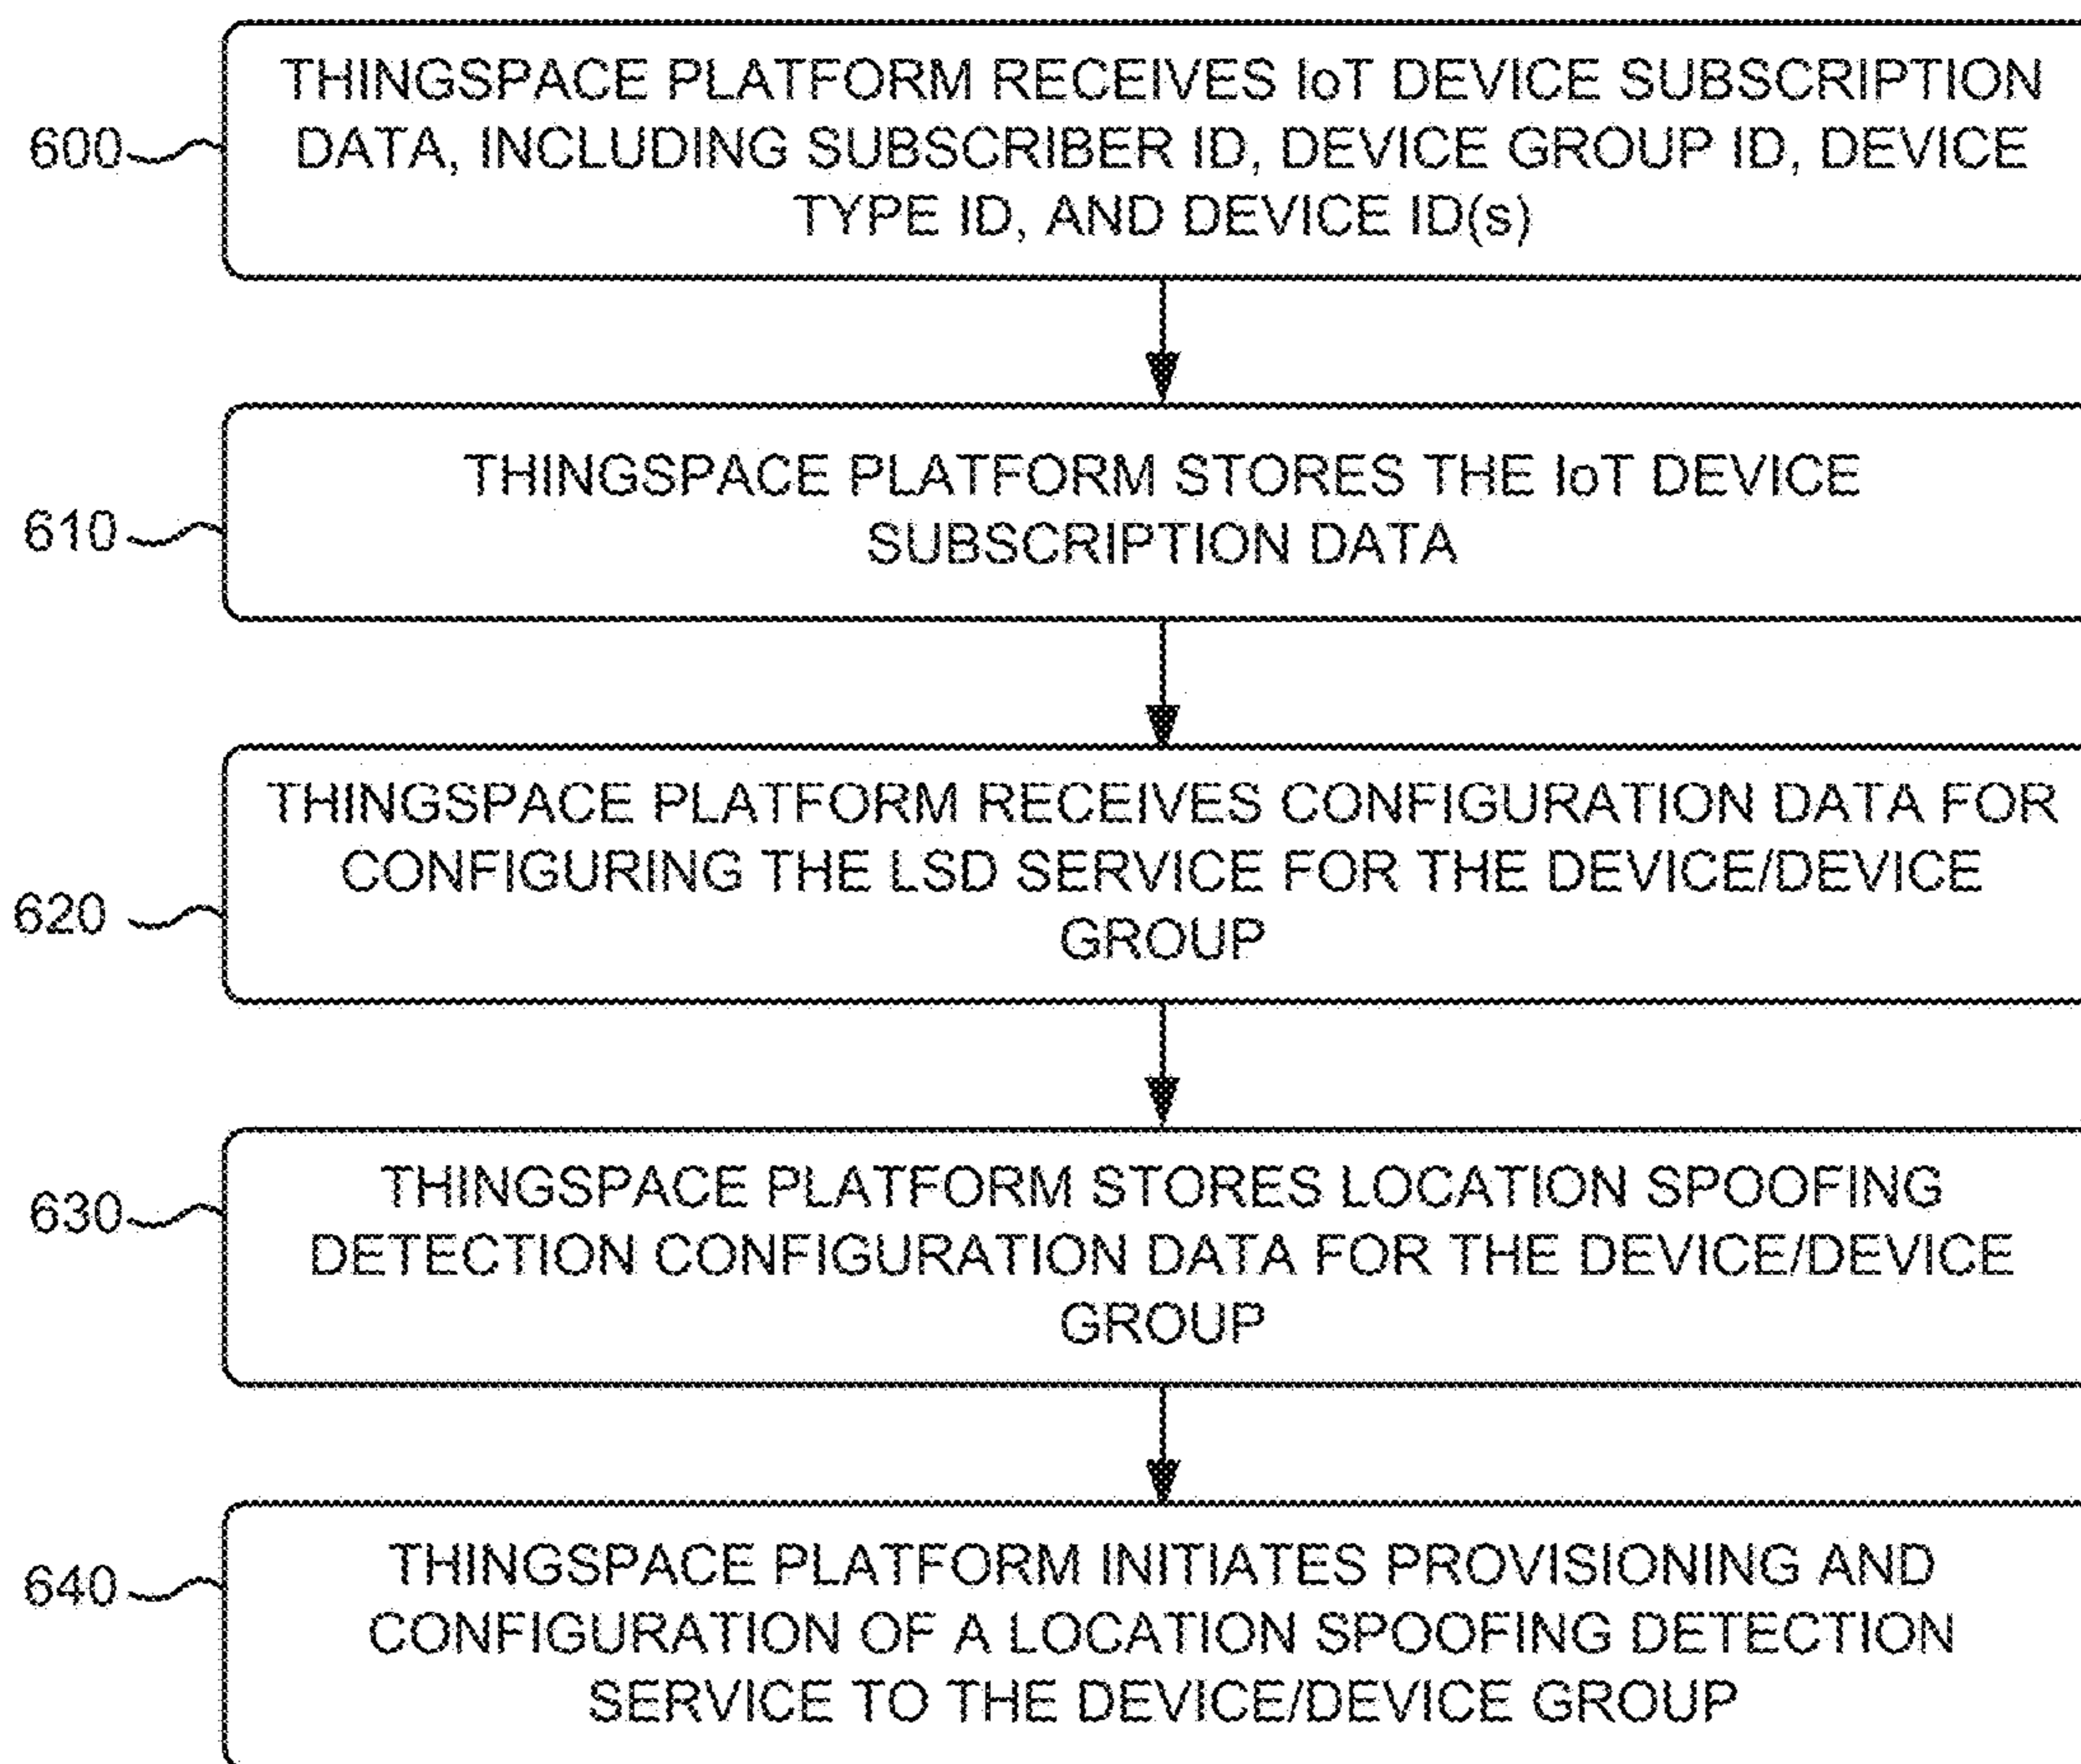 THINGSPACE PLATFORM RECEIVES IoT DEVICE SUBSCRIPTION
600
DATA, INCLUDING SUBSCRIBER ID, DEVICE GROUP ID, DEVICE
TYPE ID, AND DEVICE ID(s)
THINGSPACE PLATFORM STORES THE IoT DEVICE
610
SUBSCRIPTION DATA
THINGSPACE PLATFORM RECEIVES CONFIGURATION DATA FOR
CONFIGURING THE LSD SERVICE FOR THE DEVICE/DEVICE
620
GROUP
THINGSPACE PLATFORM STORES LOCATION SPOOFING
630
DETECTION CONFIGURATION DATA FOR THE DEVICE/DEVICE
GROUP
THINGSPACE PLATFORM INITIATES PROVISIONING AND
640
CONFIGURATION OF A LOCATION SPOOFING DETECTION
SERVICE TO THE DEVICE/DEVICE GROUP